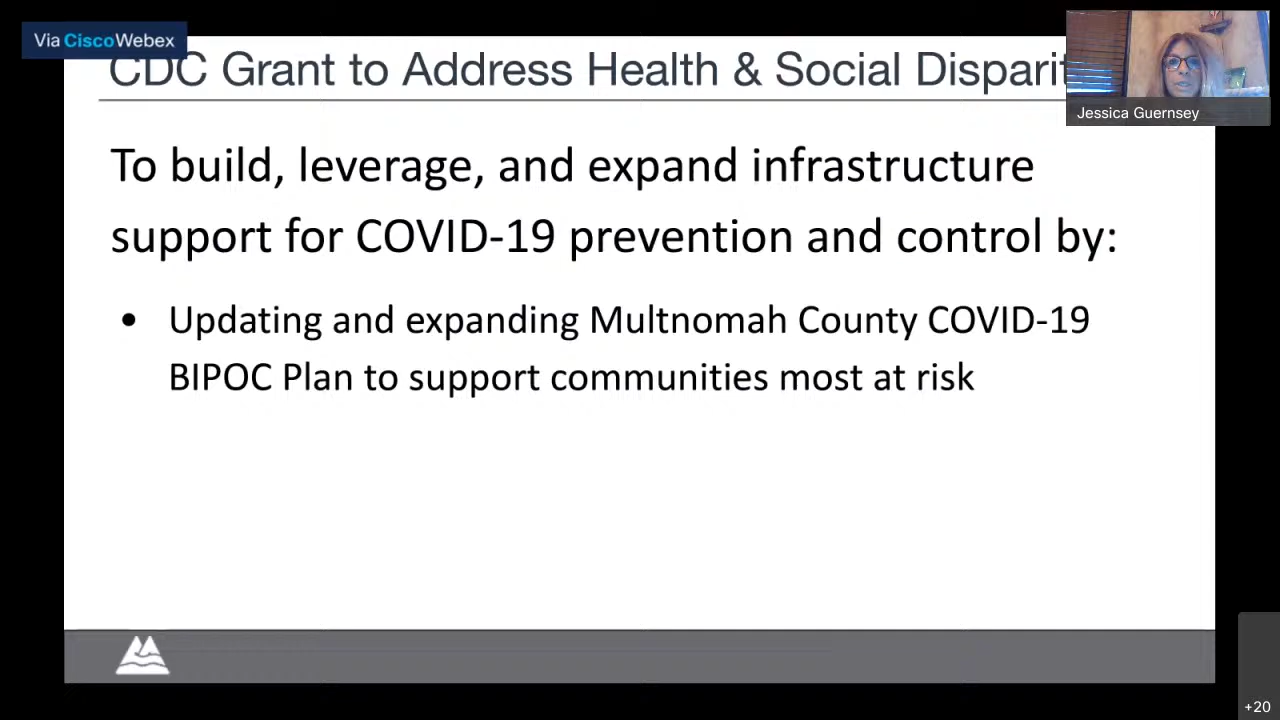 Via CiscoWebex
CDC Grant to Address Health & Social Disparit
Jessica Guernsey
To build, leverage, and expand infrastructure
support for COVID-19 prevention and control by:
• Updating and expanding Multnomah County COVID-19
BIPOC Plan to support communities most at risk
+20